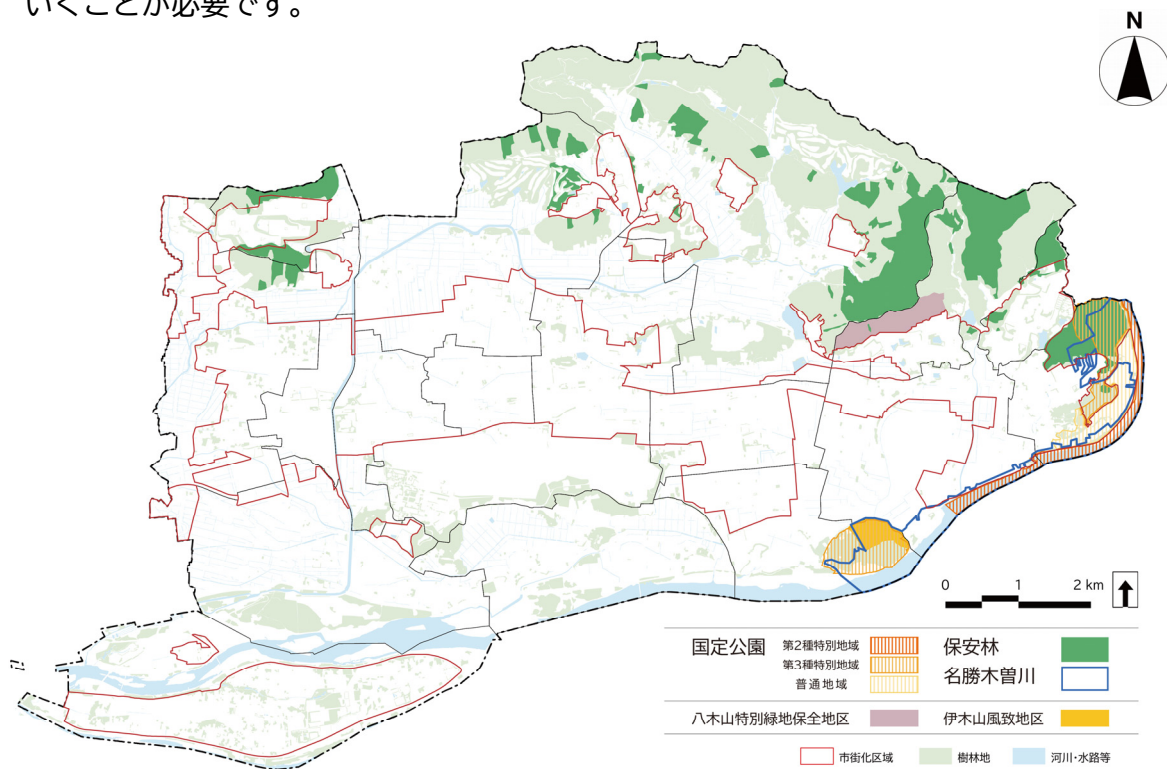 いくことが必要です。
N
0 1 2 km
国定公園 第2種特別地域 保安林
第3種特別地域 名勝木曽川
普通地域
八木山特別緑地保全地区 伊木山風致地区
市街化区域 樹林地 河川・水路等